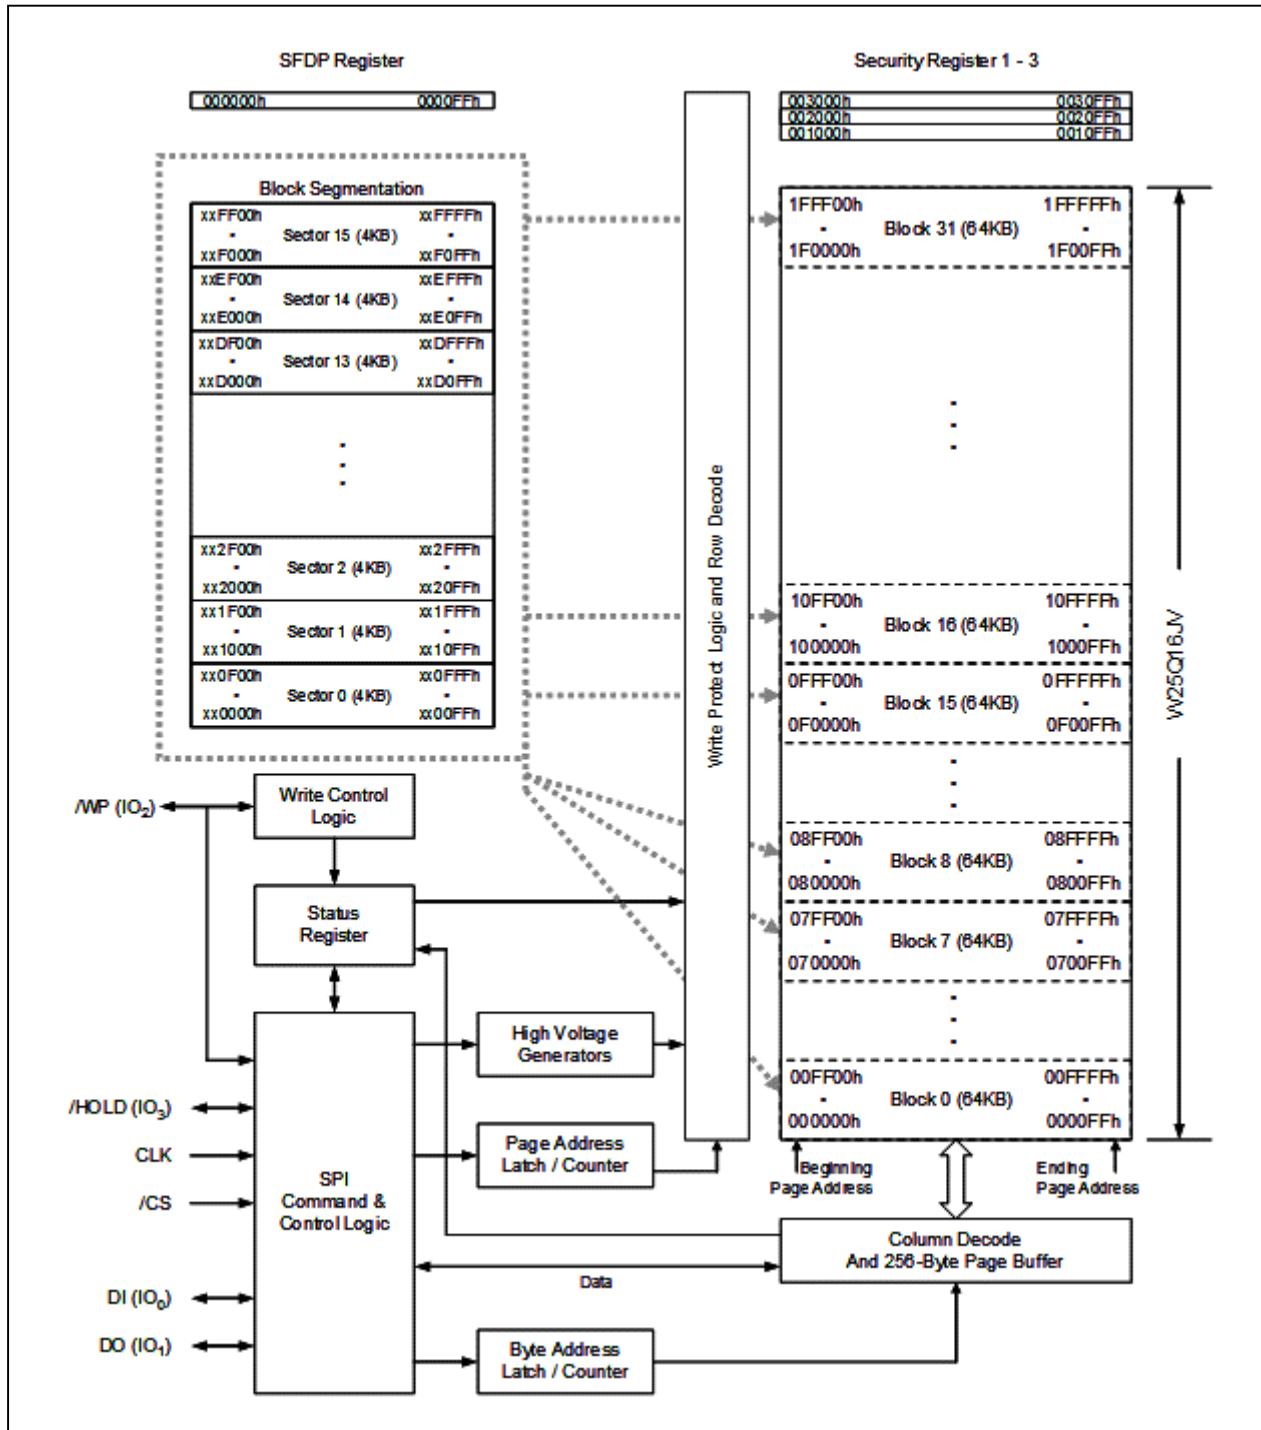 SFDP Register
000000h 0000FFh
Security Register 1 - 3
003000h 0030FFh
002000h 0020FFh
001000h 0010FFh
Block Segmentation
xxFF00h xxFFFFh
- Sector 15 (4KB) -
xxF000h xxF0FFh
xxEF00h xxEFFFh
- Sector 14 (4KB) -
xxE000h xxE0FFh
xxDF00h xxDFFFh
- Sector 13 (4KB) -
xxD000h xxD0FFh
xx2F00h xx2FFFh
- Sector 2 (4KB) -
xx2000h xx20FFh
xx1F00h xx1FFFh
- Sector 1 (4KB) -
xx1000h xx10FFh
xx0F00h xx0FFFh
- Sector 0 (4KB) -
xx0000h xx00FFh
Write Protect Logic and Row Decode
1FFF00h 1FFFFFh
- Block 31 (64KB) -
1F0000h 1F00FFh
10FF00h 10FFFFh
- Block 16 (64KB) -
100000h 1000FFh
0FFF00h 0FFFFFh
- Block 15 (64KB) -
0F0000h 0F00FFh
08FF00h 08FFFFh
- Block 8 (64KB) -
080000h 0800FFh
07FF00h 07FFFFh
- Block 7 (64KB) -
070000h 0700FFh
00FF00h 00FFFFh
- Block 0 (64KB) -
000000h 0000FFh
W25Q16JV
Beginning
Page Address
Ending
Page Address
/WP (IO2)
Write Control
Logic
Status
Register
High Voltage
Generators
/HOLD (IO3)
CLK
/CS
DI (IO0)
DO (IO1)
SPI
Command &
Control Logic
Page Address
Latch / Counter
Column Decode
And 256-Byte Page Buffer
Data
Byte Address
Latch / Counter